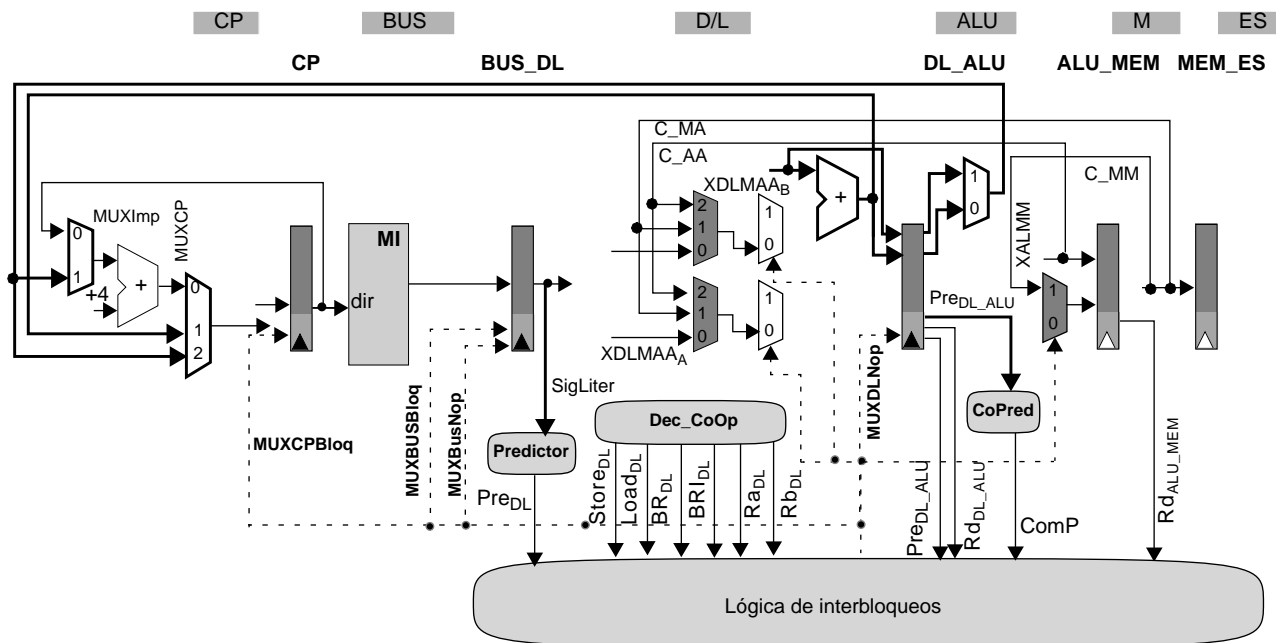 CP BUS D/L ALU M ES
CP BUS_DL DL_ALU ALU_MEM MEM_ES
C_MA
C_AA
C_MM
XDLMAA_B
MUXImp
MUXCP
XALMM
MI
dir
+4
+
+
0
1
0
1
2
2
1
0
1
0
2
1
0
1
0
1
0
1
0
XDLMAA_A
Pre_DL_ALU
SigLiter
MUXCPBloq
MUXBUSBloq
MUXBusNop
MUXDLNop
Predictor
Dec_CoOp
CoPred
Pre_DL
Store_DL
Load_DL
BR_DL
BRI_DL
Ra_DL
Rb_DL
Pre_DL_ALU
Rd_DL_ALU
ComP
Rd_ALU_MEM
Lógica de interbloqueos